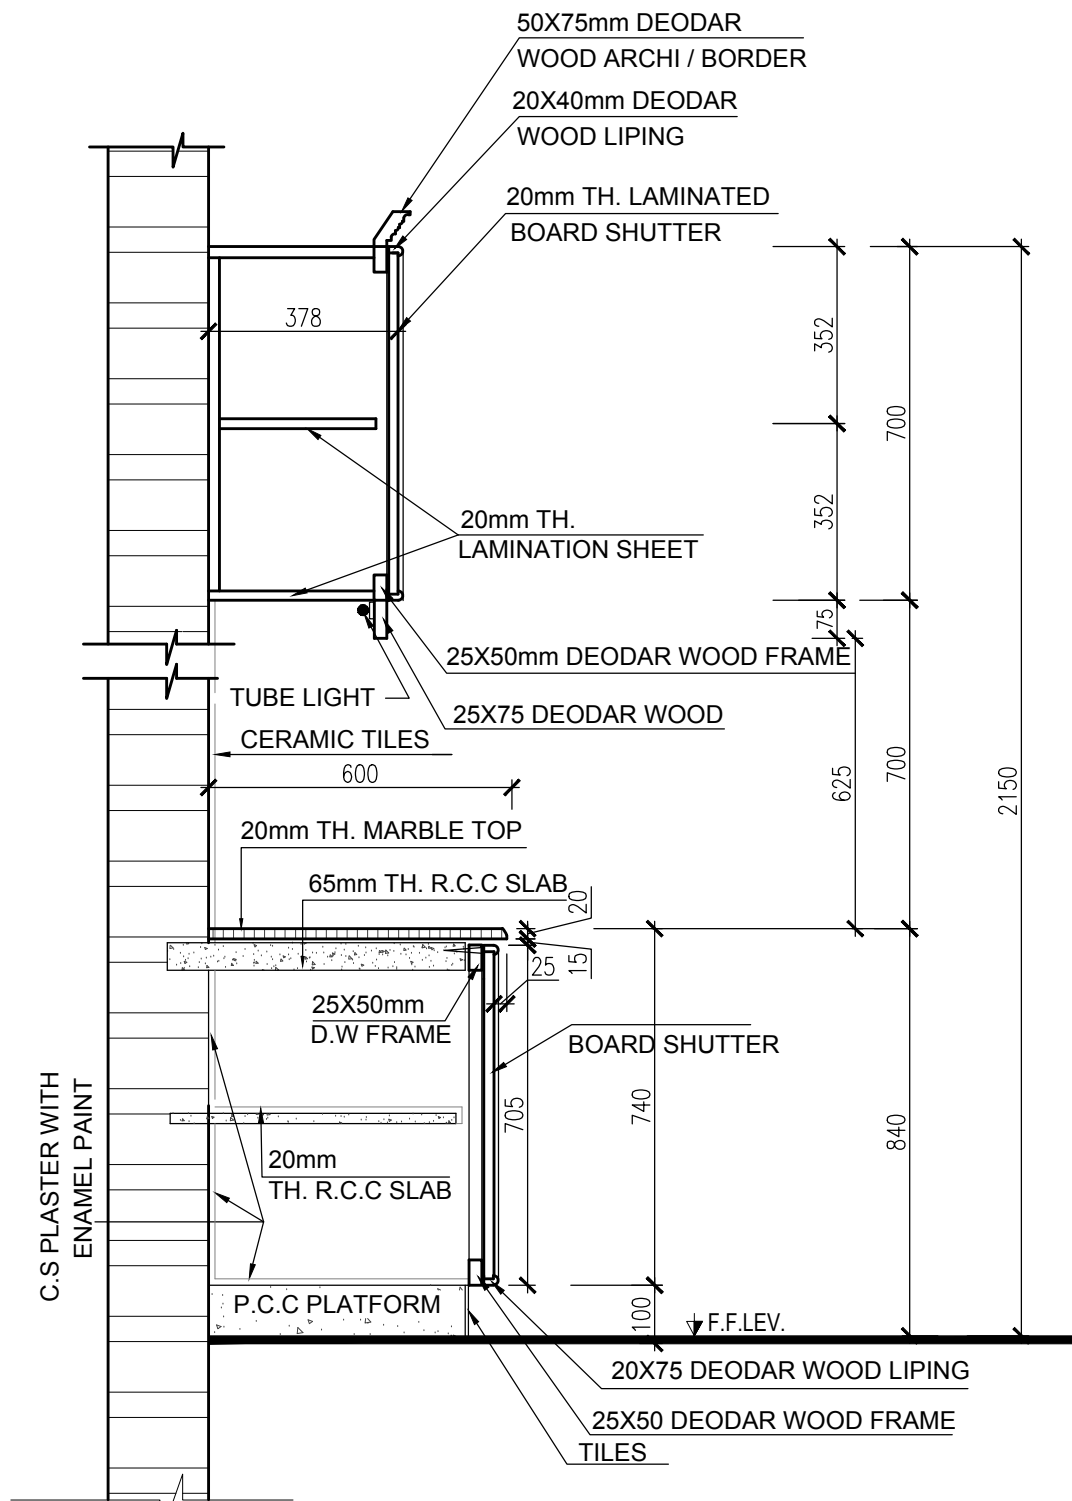 50X75mm DEODAR
WOOD ARCHI / BORDER
20X40mm DEODAR
WOOD LIPING
20mm TH. LAMINATED
BOARD SHUTTER
378
352
700
352
20mm TH.
LAMINATION SHEET
75
25X50mm DEODAR WOOD FRAME
TUBE LIGHT
25X75 DEODAR WOOD
CERAMIC TILES
600
625
700
2150
20mm TH. MARBLE TOP
65mm TH. R.C.C SLAB
20
15
25
25X50mm
D.W FRAME
BOARD SHUTTER
705
740
840
C.S PLASTER WITH
ENAMEL PAINT
20mm
TH. R.C.C SLAB
P.C.C PLATFORM
100
F.F.LEV.
20X75 DEODAR WOOD LIPING
25X50 DEODAR WOOD FRAME
TILES